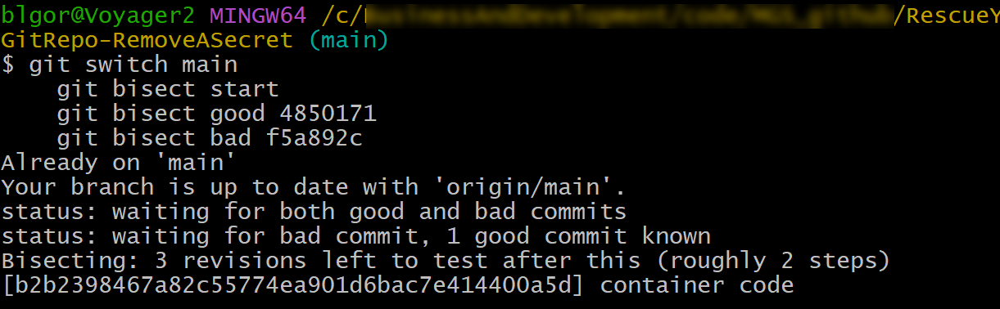 blgor@Voyager2 MINGW64 /c/ /RescueY
GitRepo-RemoveASecret (main)
$ git switch main
    git bisect start
    git bisect good 4850171
    git bisect bad f5a892c
Already on 'main'
Your branch is up to date with 'origin/main'.
status: waiting for both good and bad commits
status: waiting for bad commit, 1 good commit known
Bisecting: 3 revisions left to test after this (roughly 2 steps)
[b2b2398467a82c55774ea901d6bac7e414400a5d] container code